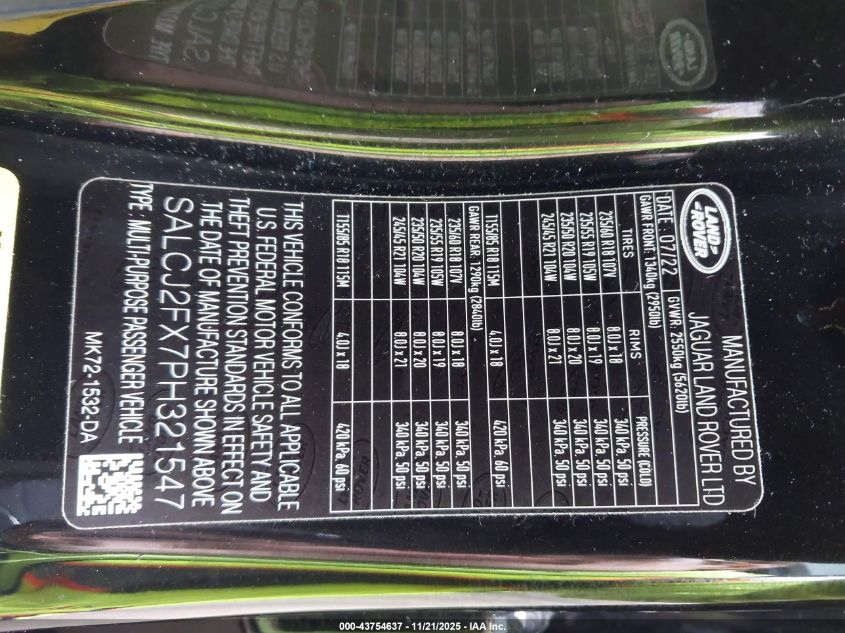 LAND-
ROVER
MANUFACTURED BY
JAGUAR LAND ROVER LTD
DATE: 07/22 GVWR: 2550kg (5620lb)
GAWR FRONT: 1340kg (2950lb)
TIRES RIMS PRESSURE (COLD)
235/60 R18 107V 8.0J x 18 340 kPa, 50 psi
235/55 R19 105W 8.0J x 19 340 kPa, 50 psi
235/50 R20 104W 8.0J x 20 340 kPa, 50 psi
245/45 R21 104W 8.0J x 21 340 kPa, 50 psi
T155/85 R18 115M 4.0J x 18 420 kPa, 60 psi
GAWR REAR: 1290kg (2840lb)
235/60 R18 107V 8.0J x 18 340 kPa, 50 psi
235/55 R19 105W 8.0J x 19 340 kPa, 50 psi
235/50 R20 104W 8.0J x 20 340 kPa, 50 psi
245/45 R21 104W 8.0J x 21 340 kPa, 50 psi
T155/85 R18 115M 4.0J x 18 420 kPa, 60 psi
THIS VEHICLE CONFORMS TO ALL APPLICABLE
U.S. FEDERAL MOTOR VEHICLE SAFETY AND
THEFT PREVENTION STANDARDS IN EFFECT ON
THE DATE OF MANUFACTURE SHOWN ABOVE
SALCJ2FX7PH321547
TYPE: MULTI-PURPOSE PASSENGER VEHICLE
MK72-1532-DA
000-43754637 - 11/21/2025 - IAA Inc.